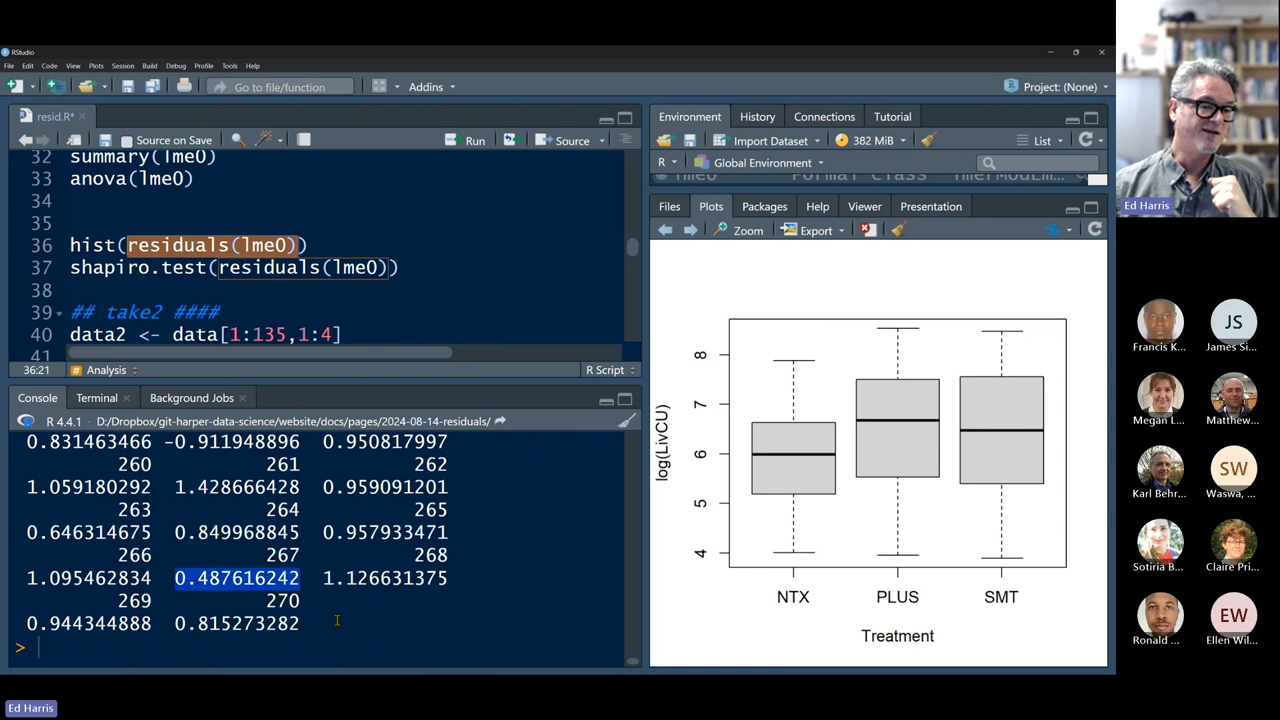 RStudio
File Edit Code View Plots Session Build Debug Profile Tools Help
Go to file/function
Addins
Project: (None)
resid.R*
Source on Save
Run
Source
32 summary(lme0)
33 anova(lme0)
34
35
36 hist(residuals(lme0))
37 shapiro.test(residuals(lme0))
38
39 ## take2 ####
40 data2 <- data[1:135,1:4]
41
36:21
# Analysis
R Script
Console Terminal Background Jobs
R 4.4.1 · D:/Dropbox/git-harper-data-science/website/docs/pages/2024-08-14-residuals/
0.831463466 -0.911948896 0.950817997
260 261 262
1.059180292 1.428666428 0.959091201
263 264 265
0.646314675 0.849968845 0.957933471
266 267 268
1.095462834 0.487616242 1.126631375
269 270
0.944344888 0.815273282
>
Environment History Connections Tutorial
Import Dataset
382 MiB
List
R
Global Environment
Files Plots Packages Help Viewer Presentation
Zoom
Export
8
7
6
5
4
log(LivCU)
NTX PLUS SMT
Treatment
Ed Harris
JS
Francis K... James Si...
Megan L... Matthew...
SW
Karl Behr... Waswa, ...
Sotiria B... Claire Pri...
EW
Ronald ... Ellen Wil...
Ed Harris